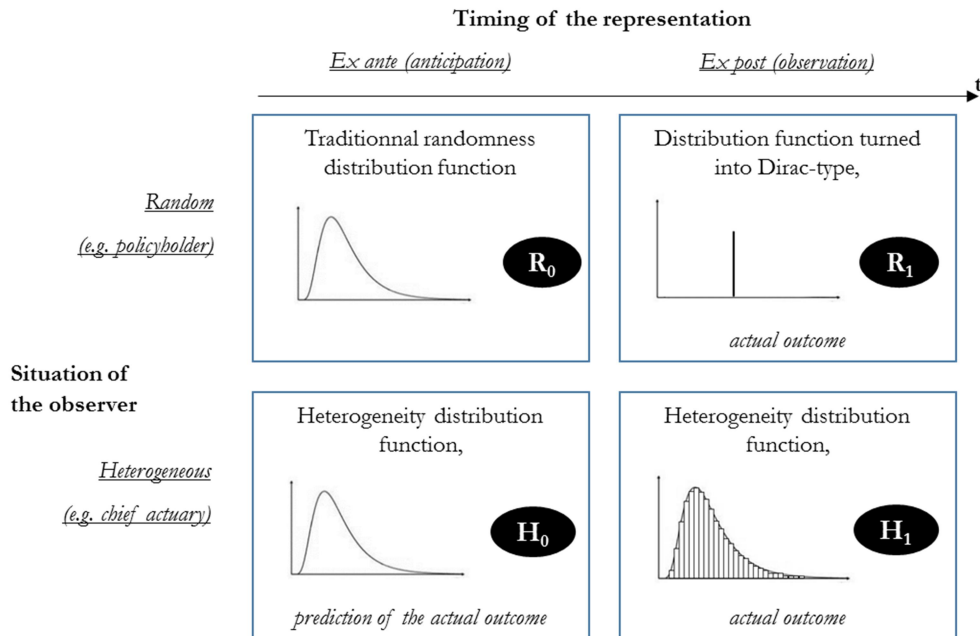 Timing of the representation
Ex ante (anticipation)
Ex post (observation)
t
Traditionnal randomness
distribution function
Distribution function turned
into Dirac-type,
Random
(e.g. policyholder)
R0
R1
actual outcome
Situation of
the observer
Heterogeneity distribution
function,
Heterogeneity distribution
function,
Heterogeneous
(e.g. chief actuary)
H0
H1
prediction of the actual outcome
actual outcome